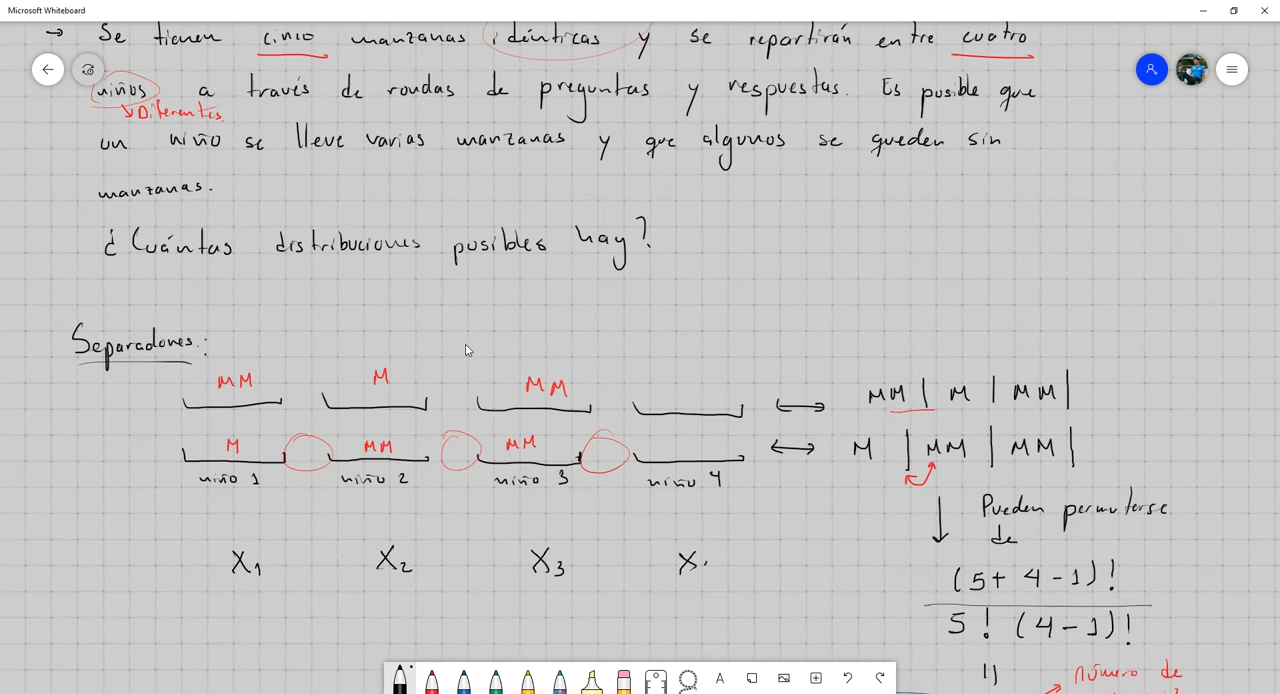 Microsoft Whiteboard
→ Se tienen cinco manzanas idénticas y se repartirán entre cuatro
niños a través de rondas de preguntas y respuestas. Es posible que
↘ Diferentes.
un niño se lleve varias manzanas y que algunos se queden sin
manzanas.
¿ Cuántas distribuciones posibles hay?
Separadores:
MM M MM ↔ MM | M | MM |
M MM MM ↔ M | MM | MM |
niño 1 niño 2 niño 3 niño 4
↓ Pueden permutarse
de
X₁ X₂ X₃ X.
(5+ 4-1)!
5! (4-1)!
Número de
A